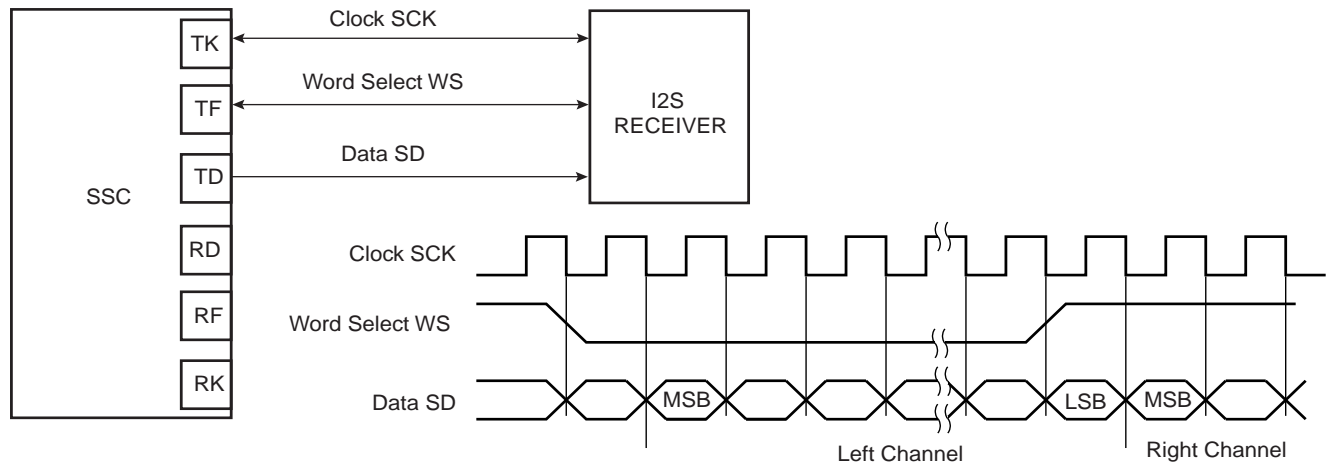 Clock SCK
TK
Word Select WS
TF
I2S
RECEIVER
Data SD
TD
SSC
RD
RF
RK
Clock SCK
Word Select WS
Data SD
MSB
LSB
MSB
Left Channel
Right Channel